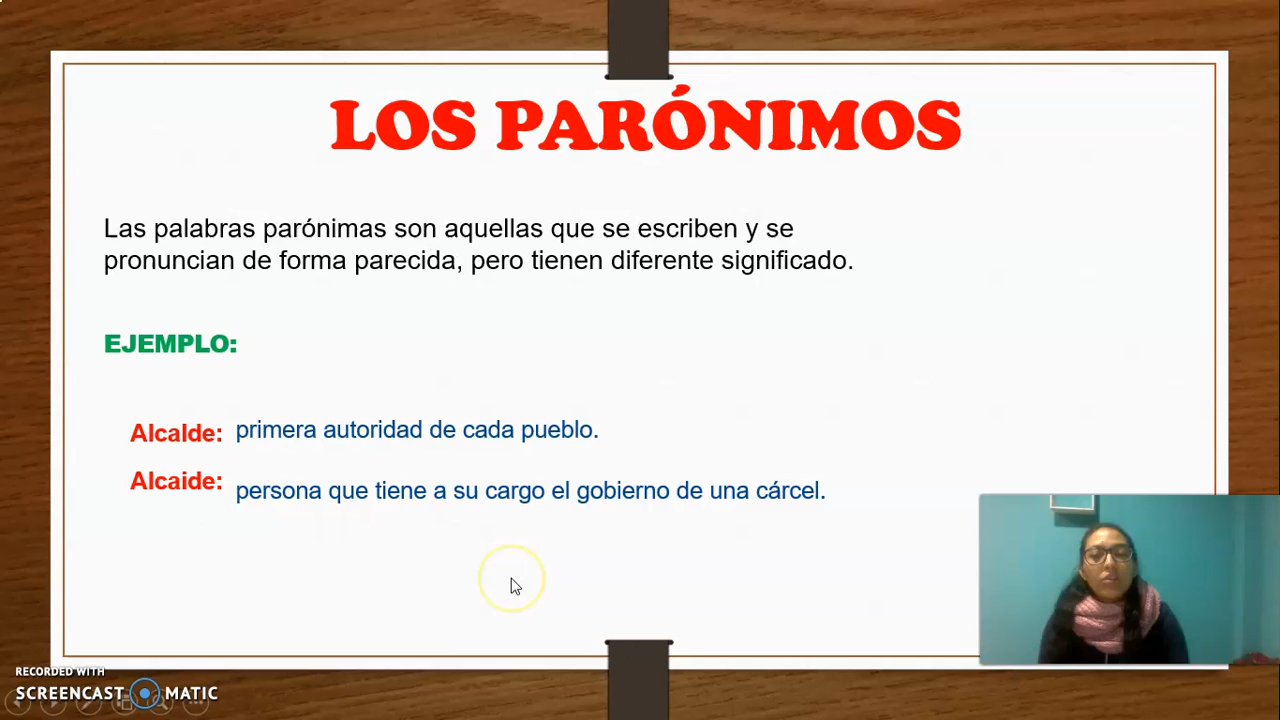 LOS PARÓNIMOS
Las palabras parónimas son aquellas que se escriben y se
pronuncian de forma parecida, pero tienen diferente significado.
EJEMPLO:
Alcalde: primera autoridad de cada pueblo.
Alcaide: persona que tiene a su cargo el gobierno de una cárcel.
RECORDED WITH
SCREENCAST MATIC